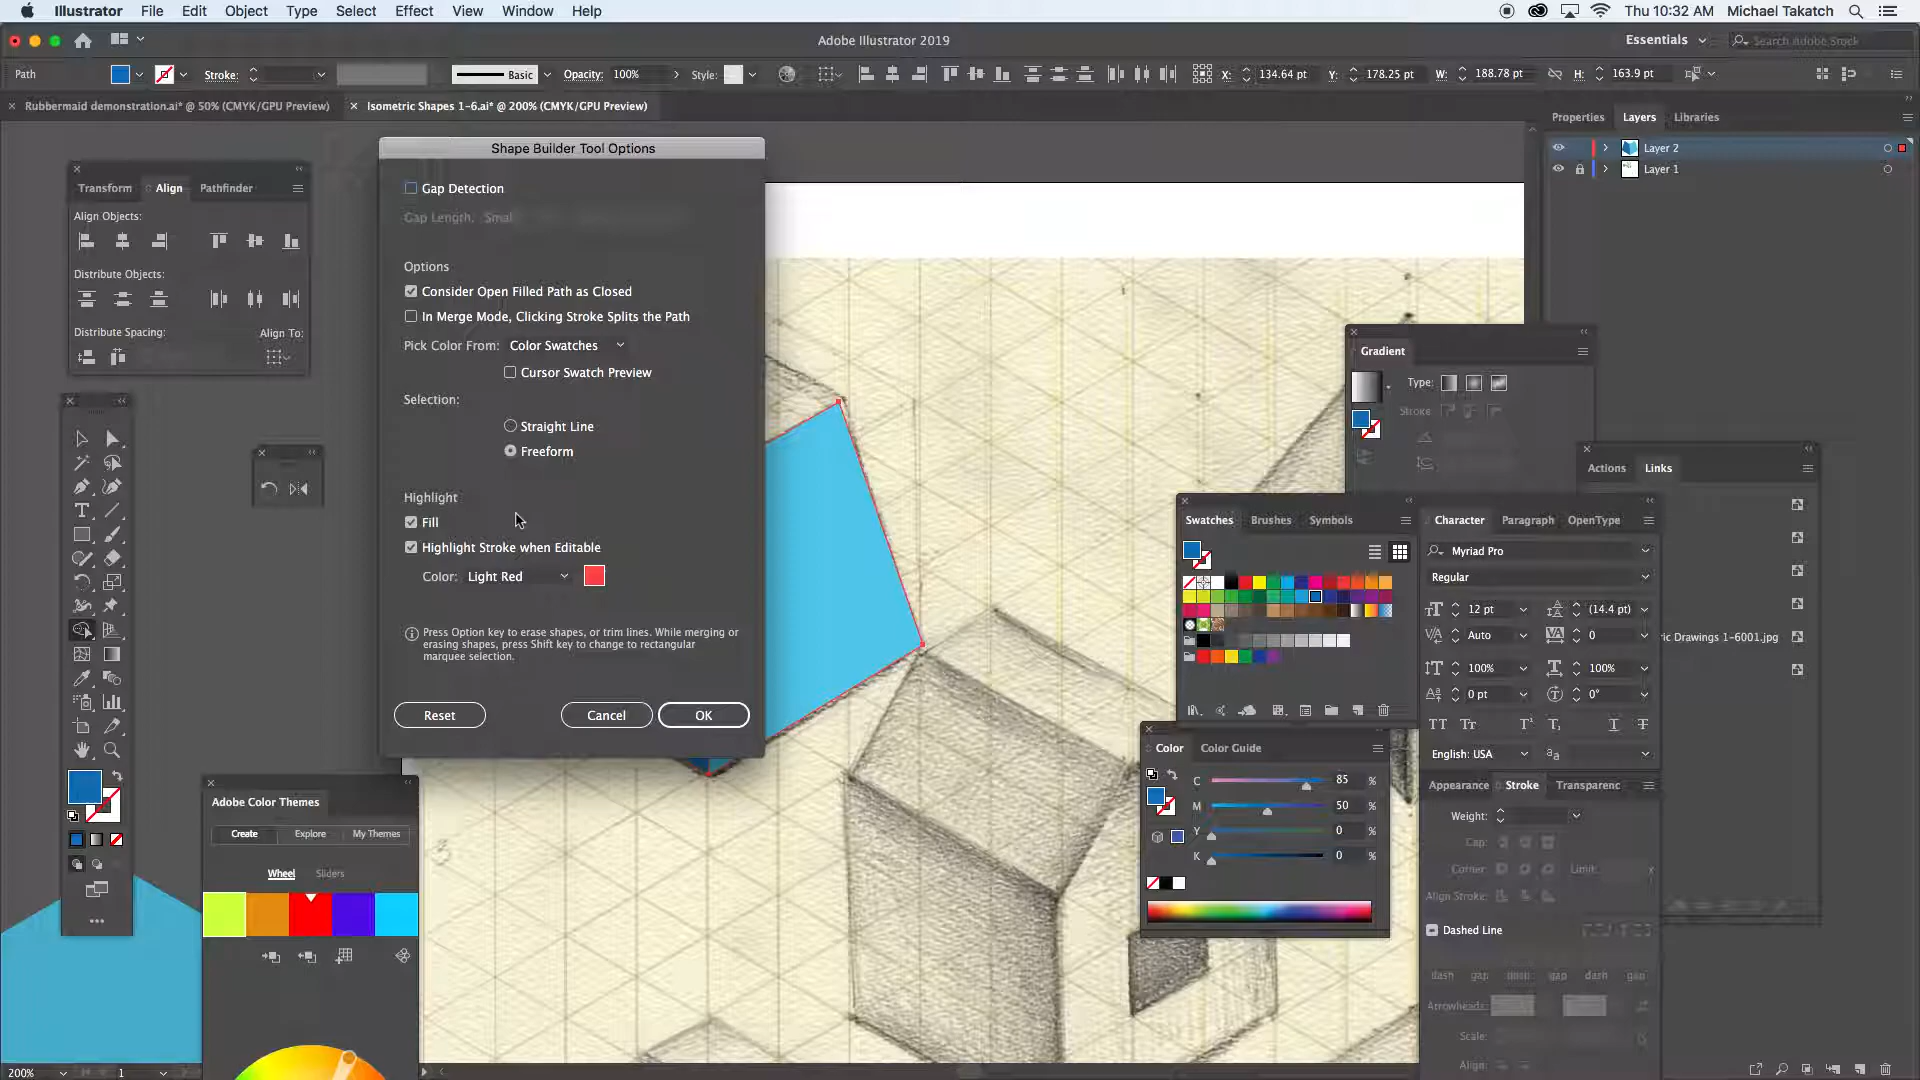 Illustrator File Edit Object Type Select Effect View Window Help
Thu 10:32 AM Michael Takatch
Adobe Illustrator 2019
Essentials
Search Adobe Stock
Path Stroke: Basic Opacity: 100% Style: X: 134.64 pt Y: 178.25 pt W: 188.78 pt H: 163.9 pt
Rubbermaid demonstration.ai* @ 50% (CMYK/GPU Preview)
Isometric Shapes 1-6.ai* @ 200% (CMYK/GPU Preview)
Properties Layers Libraries
Layer 2
Layer 1
Transform Align Pathfinder
Align Objects:
Distribute Objects:
Distribute Spacing: Align To:
Shape Builder Tool Options
Gap Detection
Gap Length: Small
Options
Consider Open Filled Path as Closed
In Merge Mode, Clicking Stroke Splits the Path
Pick Color From: Color Swatches
Cursor Swatch Preview
Selection:
Straight Line
Freeform
Highlight
Fill
Highlight Stroke when Editable
Color: Light Red
Press Option key to erase shapes, or trim lines. While merging or
erasing shapes, press Shift key to change to rectangular
marquee selection.
Reset Cancel OK
Gradient
Type:
Stroke
Actions Links
ic Drawings 1-6001.jpg
Swatches Brushes Symbols
Character Paragraph OpenType
Myriad Pro
Regular
12 pt (14.4 pt)
Auto 0
100% 100%
0 pt 0°
English: USA
Color Color Guide
C 85 %
M 50 %
Y 0 %
K 0 %
Appearance Stroke Transparenc
Weight:
Cap:
Corner: Limit: x
Align Stroke:
Dashed Line
dash gap dash gap dash gap
Arrowheads:
Scale:
Align:
Adobe Color Themes
Create Explore My Themes
Wheel Sliders
200% 1